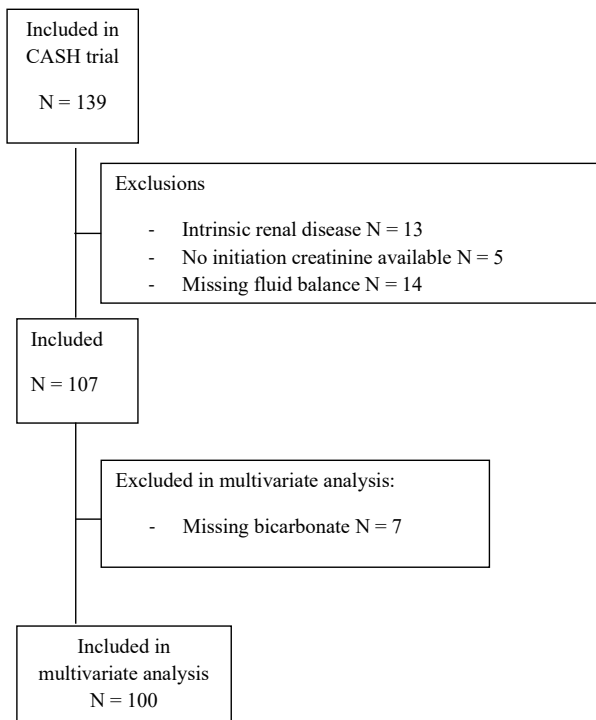 Included in
CASH trial
N = 139
Exclusions
- Intrinsic renal disease N = 13
- No initiation creatinine available N = 5
- Missing fluid balance N = 14
Included
N = 107
Excluded in multivariate analysis:
- Missing bicarbonate N = 7
Included in
multivariate analysis
N = 100